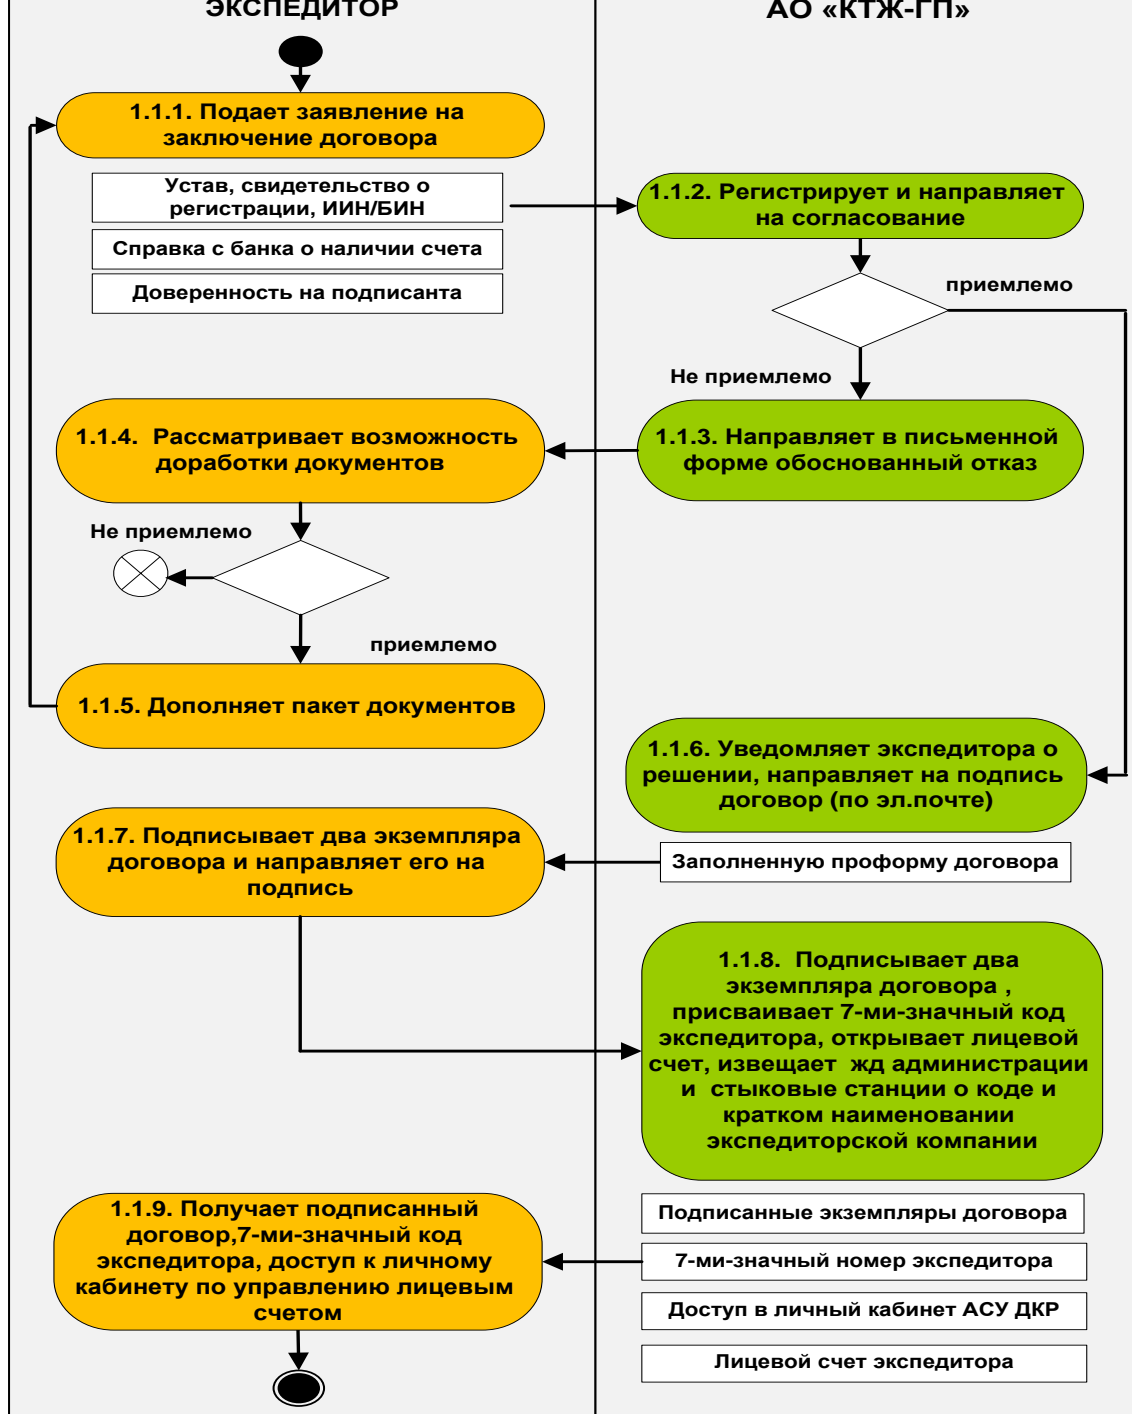 ЭКСПЕДИТОР
АО «КТЖ-ГП»
1.1.1. Подает заявление на
заключение договора
Устав, свидетельство о
регистрации, ИИН/БИН
Справка с банка о наличии счета
Доверенность на подписанта
1.1.2. Регистрирует и направляет
на согласование
приемлемо
Не приемлемо
1.1.3. Направляет в письменной
форме обоснованный отказ
1.1.4. Рассматривает возможность
доработки документов
Не приемлемо
приемлемо
1.1.5. Дополняет пакет документов
1.1.6. Уведомляет экспедитора о
решении, направляет на подпись
договор (по эл.почте)
Заполненную проформу договора
1.1.7. Подписывает два экземпляра
договора и направляет его на
подпись
1.1.8. Подписывает два
экземпляра договора ,
присваивает 7-ми-значный код
экспедитора, открывает лицевой
счет, извещает жд администрации
и стыковые станции о коде и
кратком наименовании
экспедиторской компании
1.1.9. Получает подписанный
договор,7-ми-значный код
экспедитора, доступ к личному
кабинету по управлению лицевым
счетом
Подписанные экземпляры договора
7-ми-значный номер экспедитора
Доступ в личный кабинет АСУ ДКР
Лицевой счет экспедитора